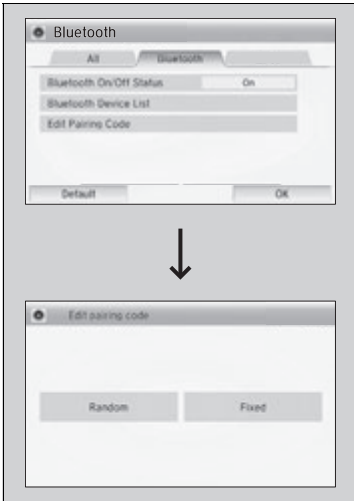 Bluetooth
All Bluetooth
Bluetooth On/Off Status On
Bluetooth Device List
Edit Pairing Code
Default OK
Edit pairing code
Random Fixed